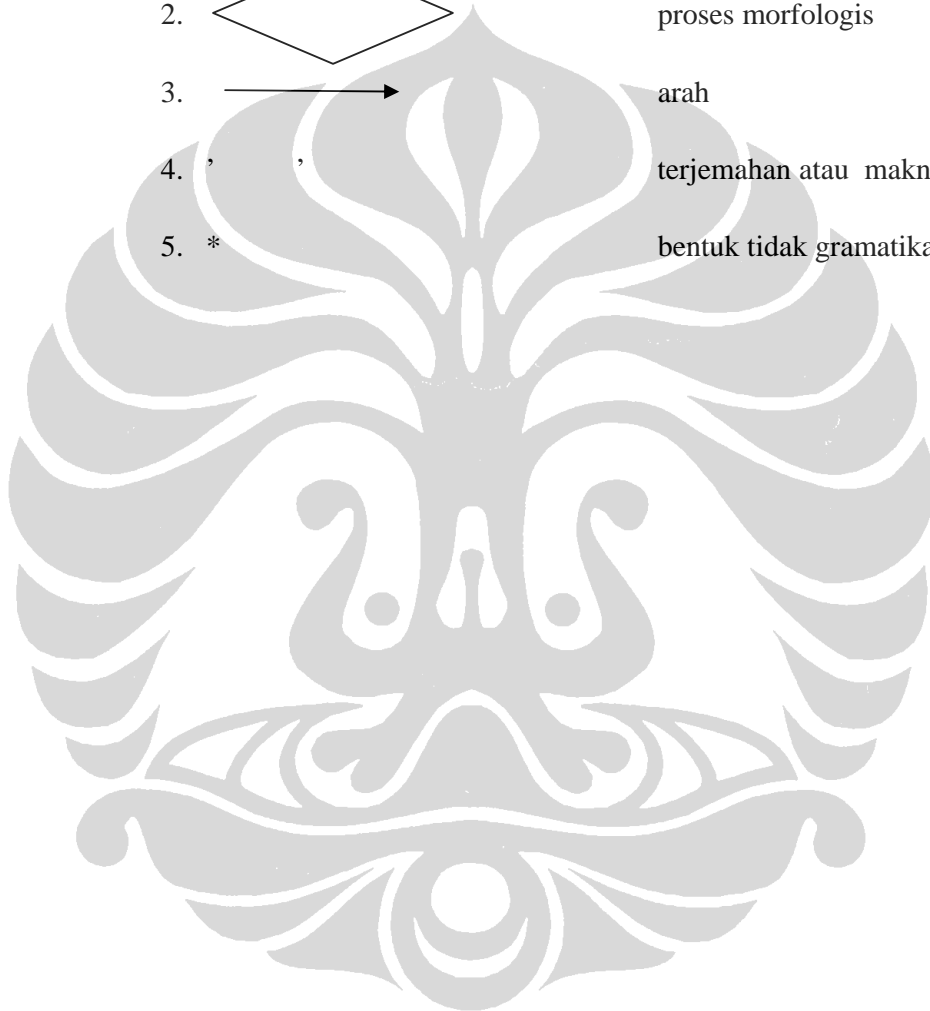 2. proses morfologis
3. arah
4. ’ ’ terjemahan atau makn
5. * bentuk tidak gramatika